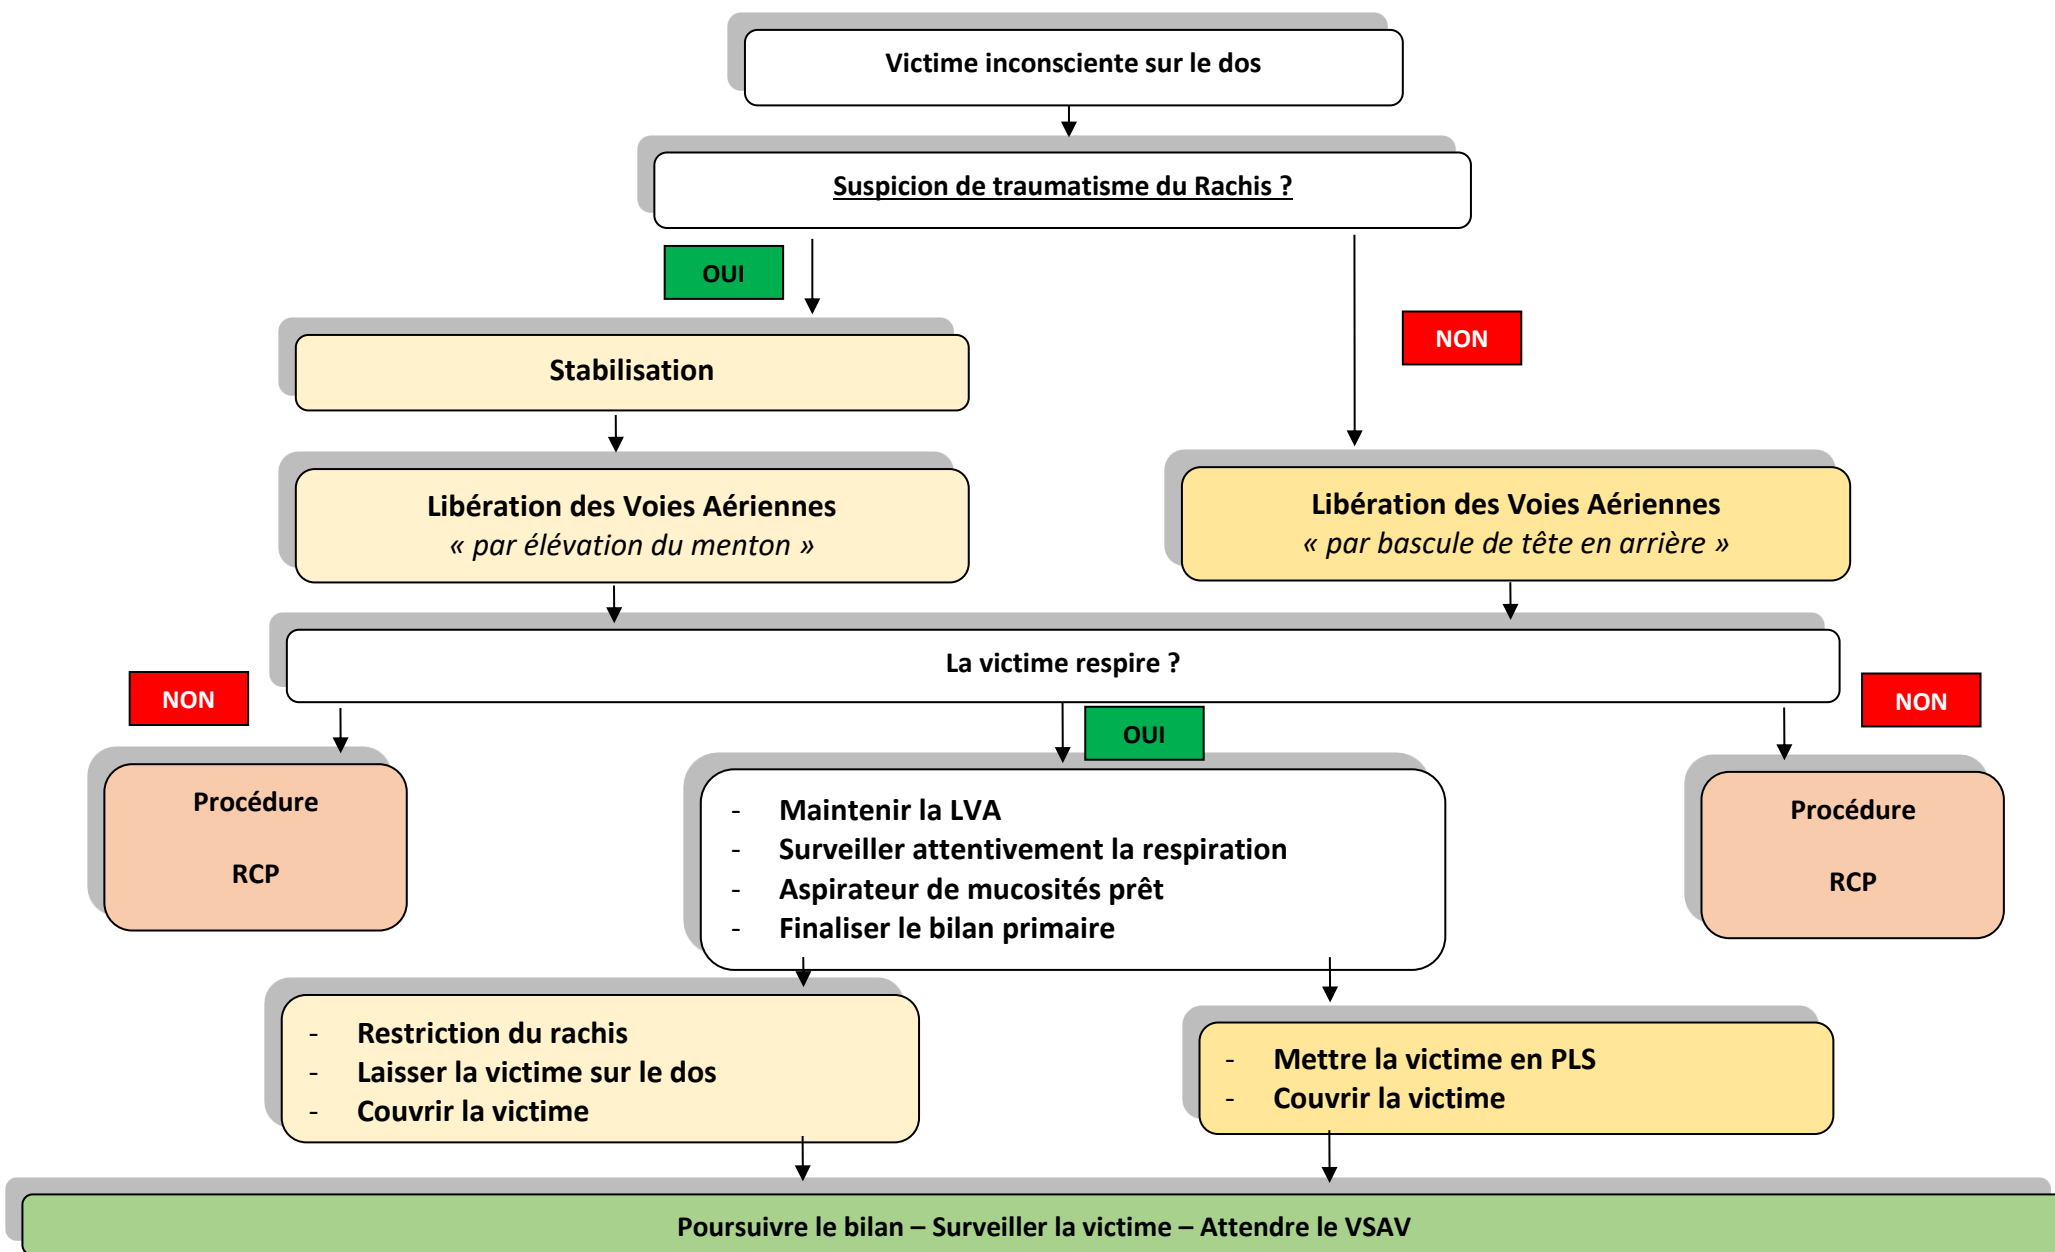 Victime inconsciente sur le dos
Suspicion de traumatisme du Rachis ?
OUI
NON
Stabilisation
Libération des Voies Aériennes
« par élévation du menton »
Libération des Voies Aériennes
« par bascule de tête en arrière »
La victime respire ?
NON
OUI
NON
Procédure
RCP
- Maintenir la LVA
- Surveiller attentivement la respiration
- Aspirateur de mucosités prêt
- Finaliser le bilan primaire
Procédure
RCP
- Restriction du rachis
- Laisser la victime sur le dos
- Couvrir la victime
- Mettre la victime en PLS
- Couvrir la victime
Poursuivre le bilan – Surveiller la victime – Attendre le VSAV